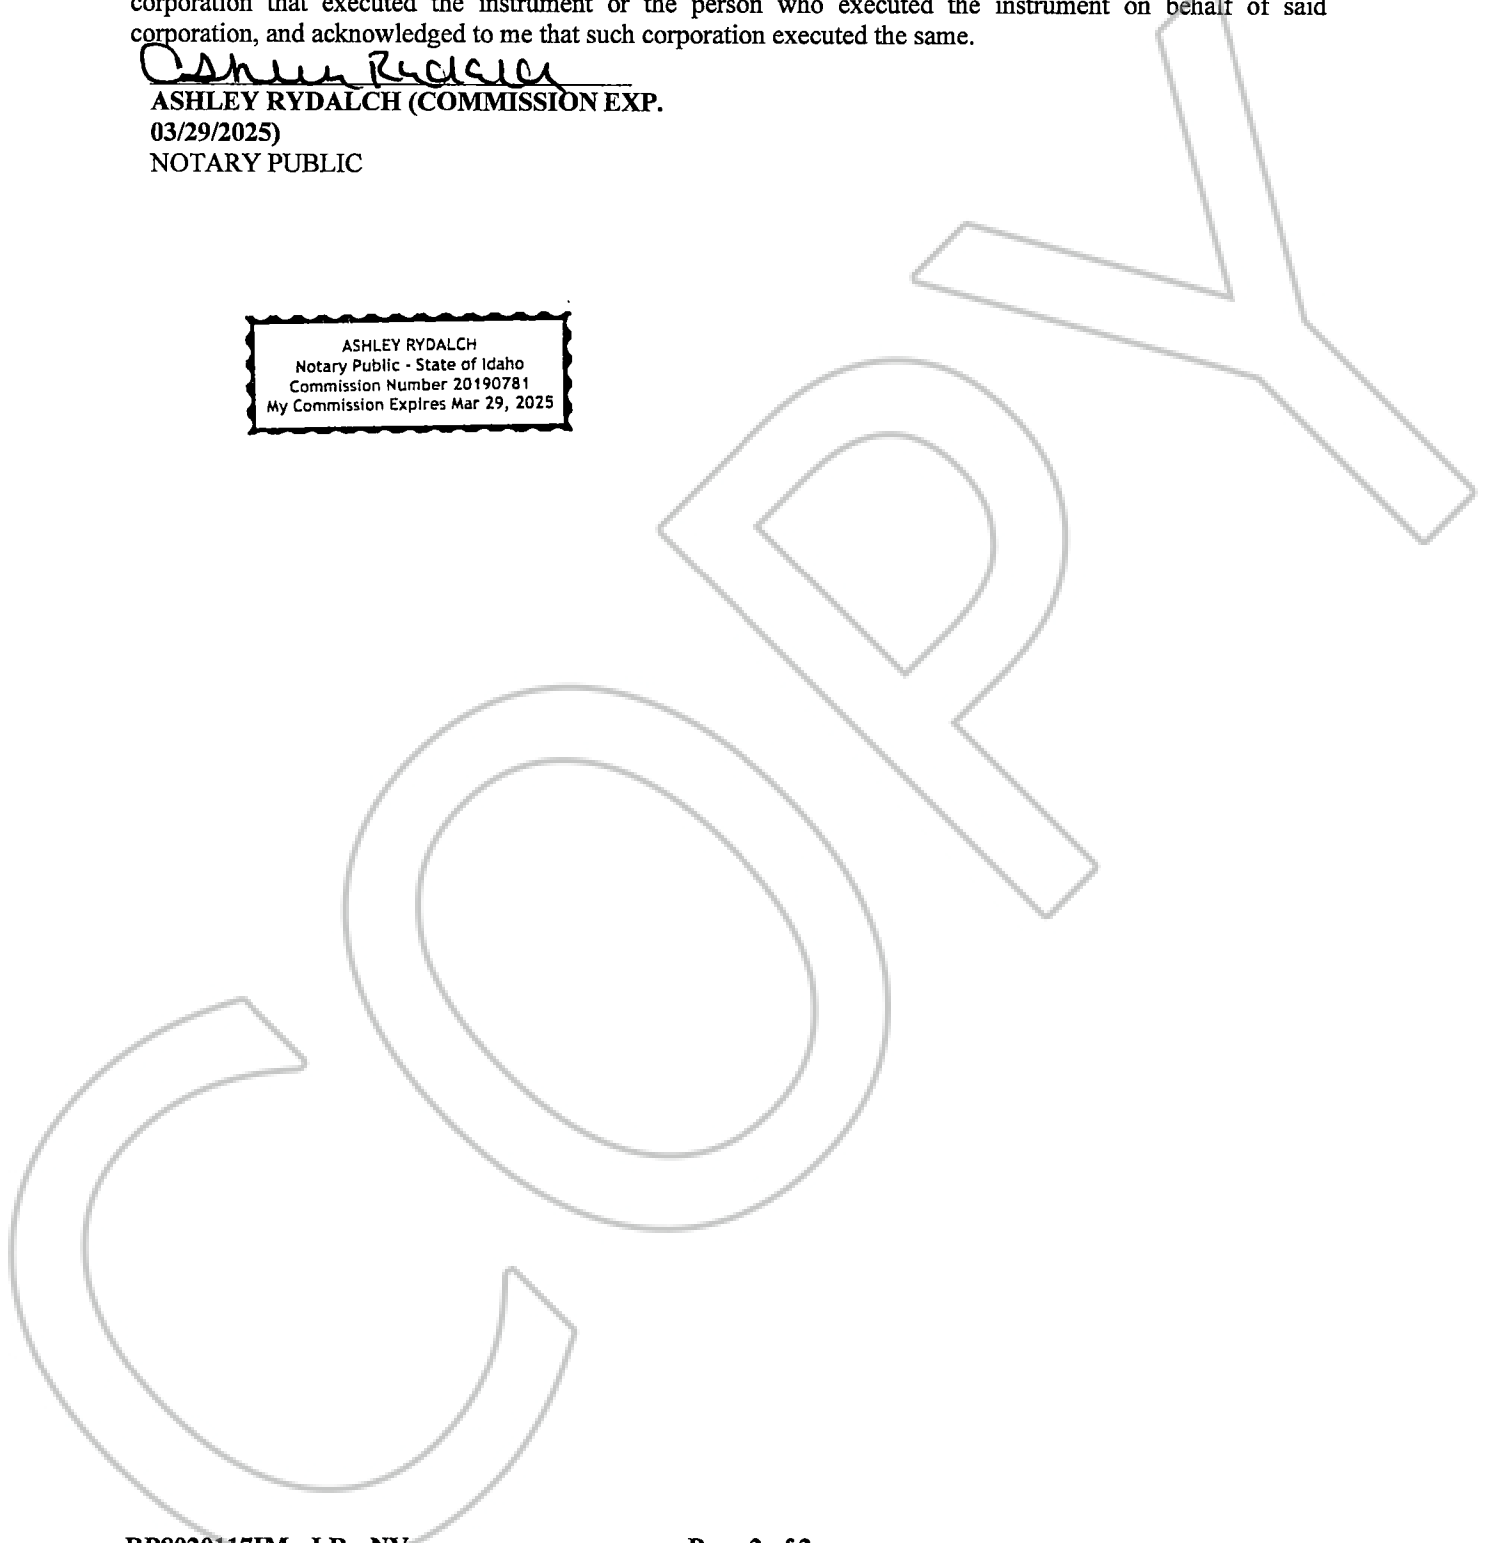 corporation that executed the instrument or the person who executed the instrument on behalf of said
corporation, and acknowledged to me that such corporation executed the same.
Ashley Rydalch
ASHLEY RYDALCH (COMMISSION EXP.
03/29/2025)
NOTARY PUBLIC
ASHLEY RYDALCH
Notary Public - State of Idaho
Commission Number 20190781
My Commission Expires Mar 29, 2025
COPY